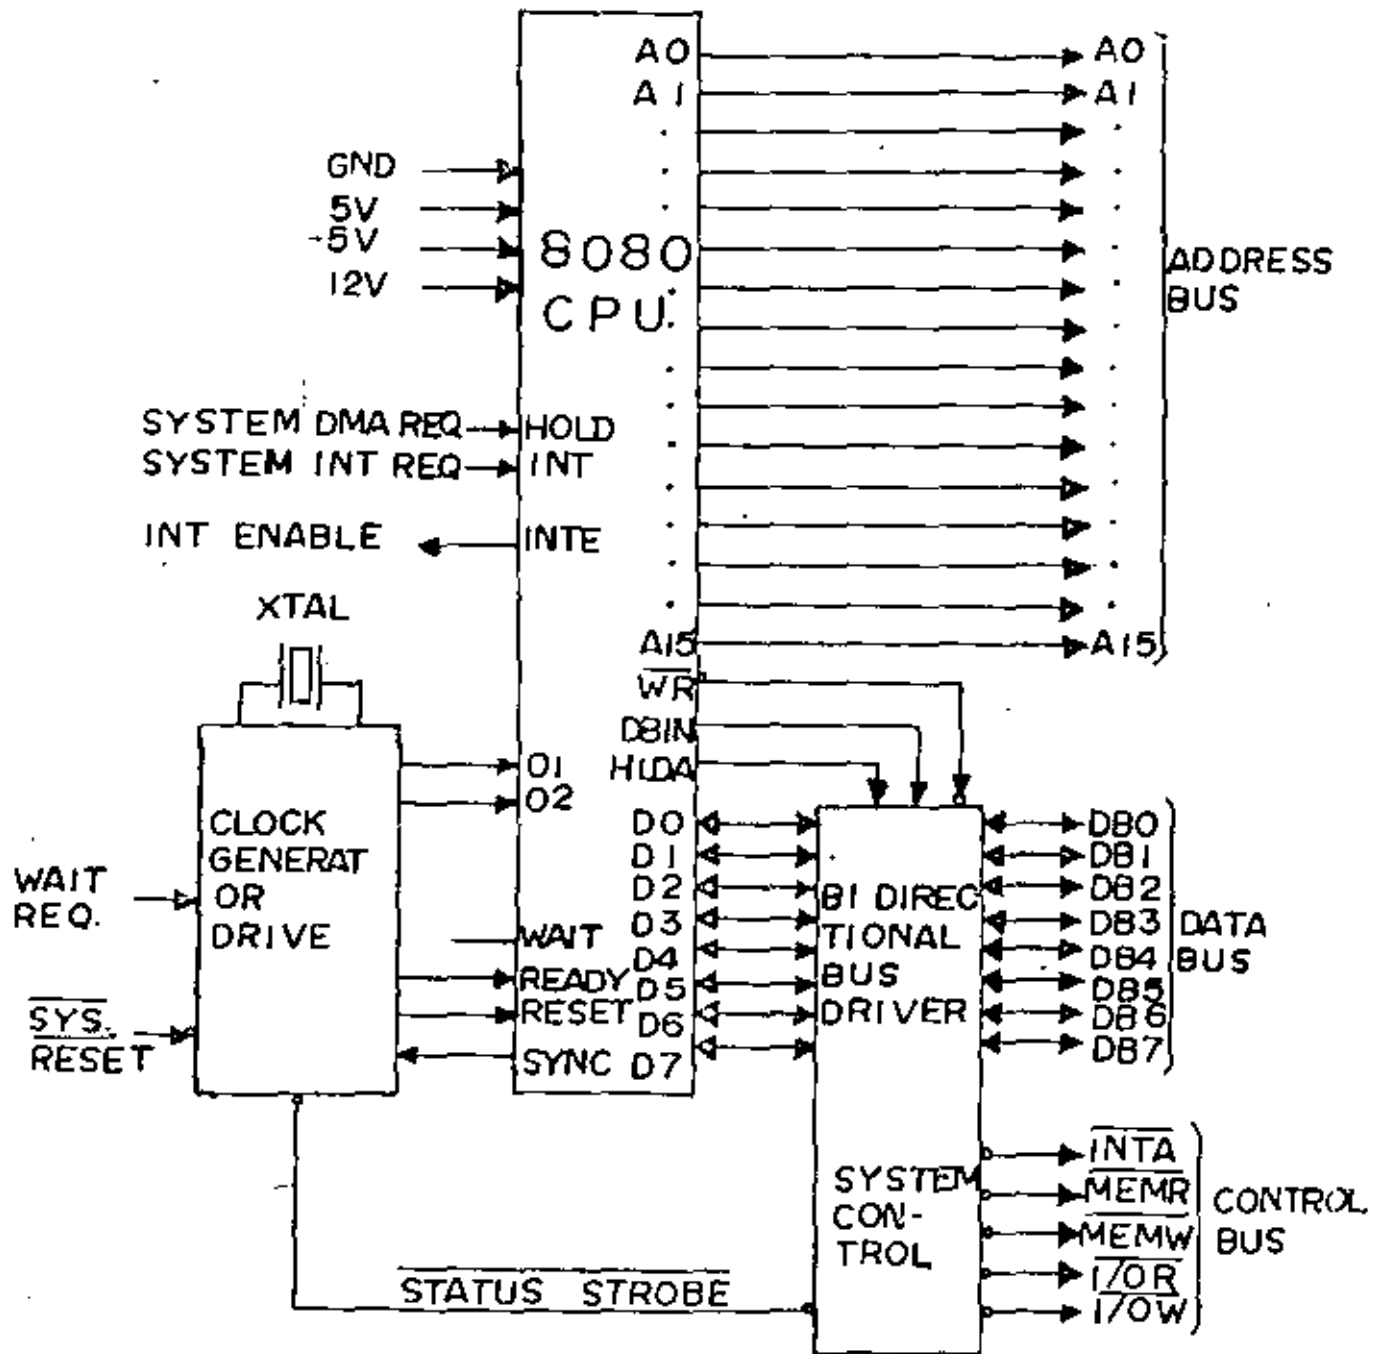 A0
A1
A0
A1
GND
5V
-5V
12V
8080
CPU
ADDRESS
BUS
SYSTEM DMA REQ
HOLD
SYSTEM INT REQ
INT
INT ENABLE
INTE
XTAL
A15
A15
WR
DBIN
HLDA
01
02
CLOCK
GENERAT
OR
DRIVE
WAIT
REQ.
SYS.
RESET
WAIT
READY
RESET
SYNC
D0
D1
D2
D3
D4
D5
D6
D7
BI DIREC
TIONAL
BUS
DRIVER
DB0
DB1
DB2
DB3
DB4
DB5
DB6
DB7
DATA
BUS
SYSTEM
CON-
TROL
INTA
MEMR
MEMW
I/OR
I/OW
CONTROL
BUS
STATUS STROBE